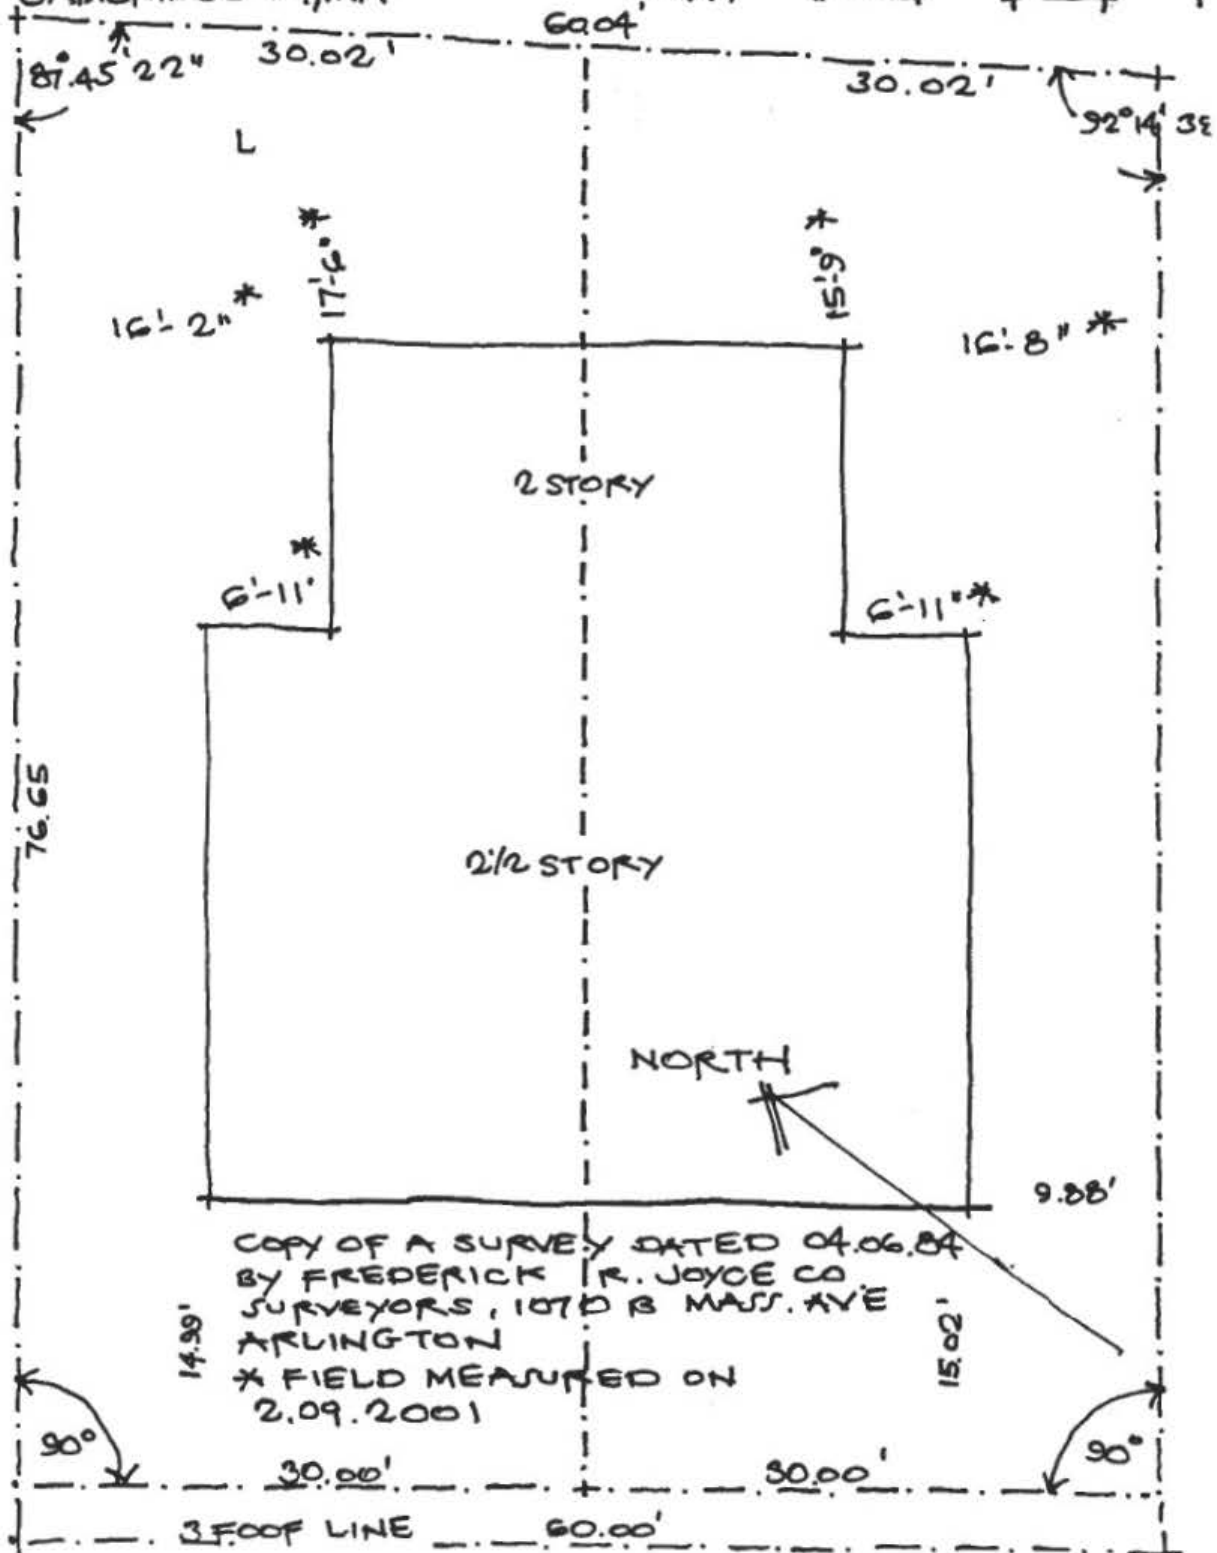 60.04'
30.02'
30.02'
87°.45'22"
92°14'
L
17'-6" *
15'-9" *
16'-2" *
16'-8" *
2 STORY
6'-11' *
6'-11" *
76.65
2 1/2 STORY
NORTH
9.88'
COPY OF A SURVEY DATED 04.06.84
BY FREDERICK R. JOYCE CO.
SURVEYORS, 1070 B MASS. AVE
ARLINGTON
* FIELD MEASURED ON
2.09.2001
14.99'
15.02'
90°
90°
30.00'
30.00'
3 FOOF LINE
60.00'